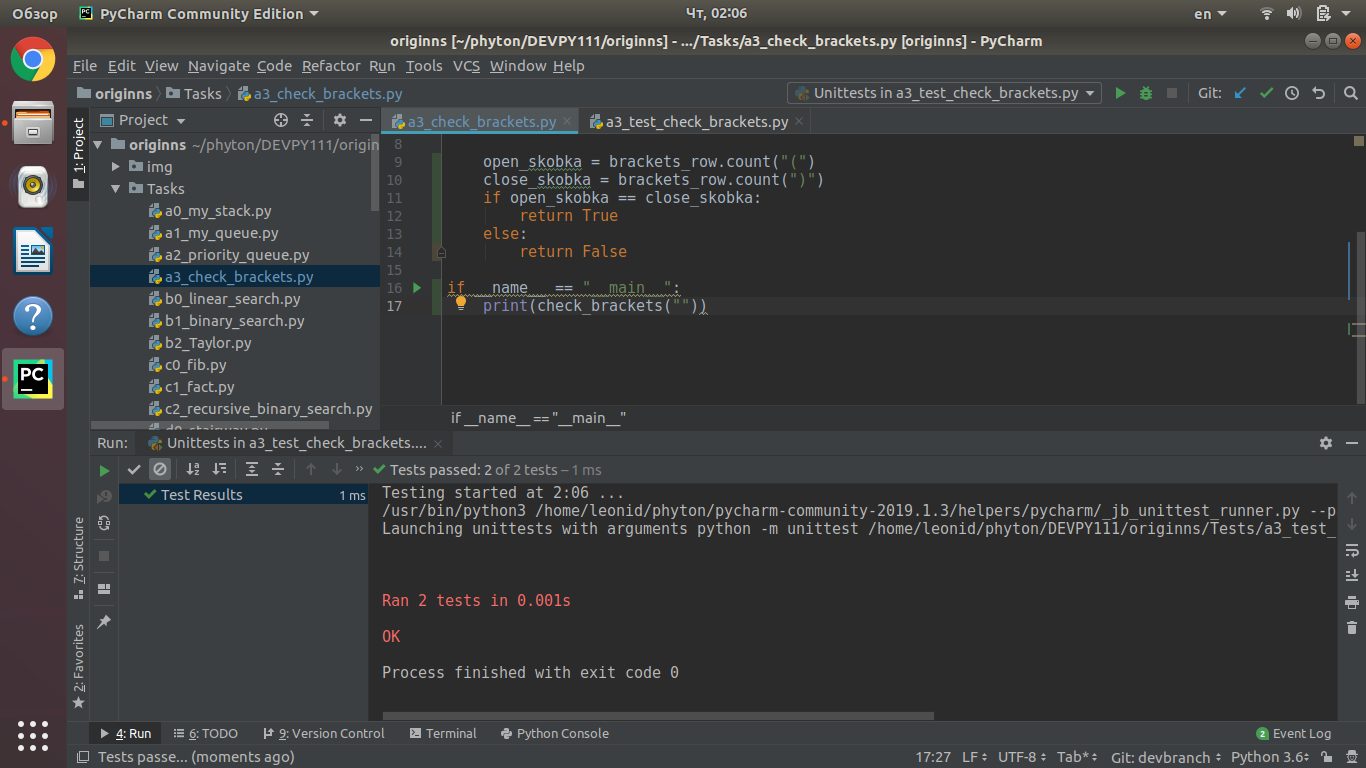 Обзор
PyCharm Community Edition
Чт, 02:06
en
originns [~/phyton/DEVPY111/originns] - .../Tasks/a3_check_brackets.py [originns] - PyCharm
File Edit View Navigate Code Refactor Run Tools VCS Window Help
originns Tasks a3_check_brackets.py
Unittests in a3_test_check_brackets.py
Git:
1: Project
Project
originns ~/phyton/DEVPY111/origin
img
Tasks
a0_my_stack.py
a1_my_queue.py
a2_priority_queue.py
a3_check_brackets.py
b0_linear_search.py
b1_binary_search.py
b2_Taylor.py
c0_fib.py
c1_fact.py
c2_recursive_binary_search.py
d0_stairway.py
a3_check_brackets.py
a3_test_check_brackets.py
8
9 open_skobka = brackets_row.count("(")
10 close_skobka = brackets_row.count(")")
11 if open_skobka == close_skobka:
12 return True
13 else:
14 return False
15
16 if __name__ == "__main__":
17 print(check_brackets(""))
if __name__ == "__main__"
Run: Unittests in a3_test_check_brackets....
Tests passed: 2 of 2 tests – 1 ms
Test Results 1 ms
Testing started at 2:06 ...
/usr/bin/python3 /home/leonid/phyton/pycharm-community-2019.1.3/helpers/pycharm/_jb_unittest_runner.py --p
Launching unittests with arguments python -m unittest /home/leonid/phyton/DEVPY111/originns/Tests/a3_test_
Ran 2 tests in 0.001s
OK
Process finished with exit code 0
7: Structure
2: Favorites
PC
4: Run 6: TODO 9: Version Control Terminal Python Console
2 Event Log
Tests passe... (moments ago)
17:27 LF UTF-8 Tab* Git: devbranch Python 3.6